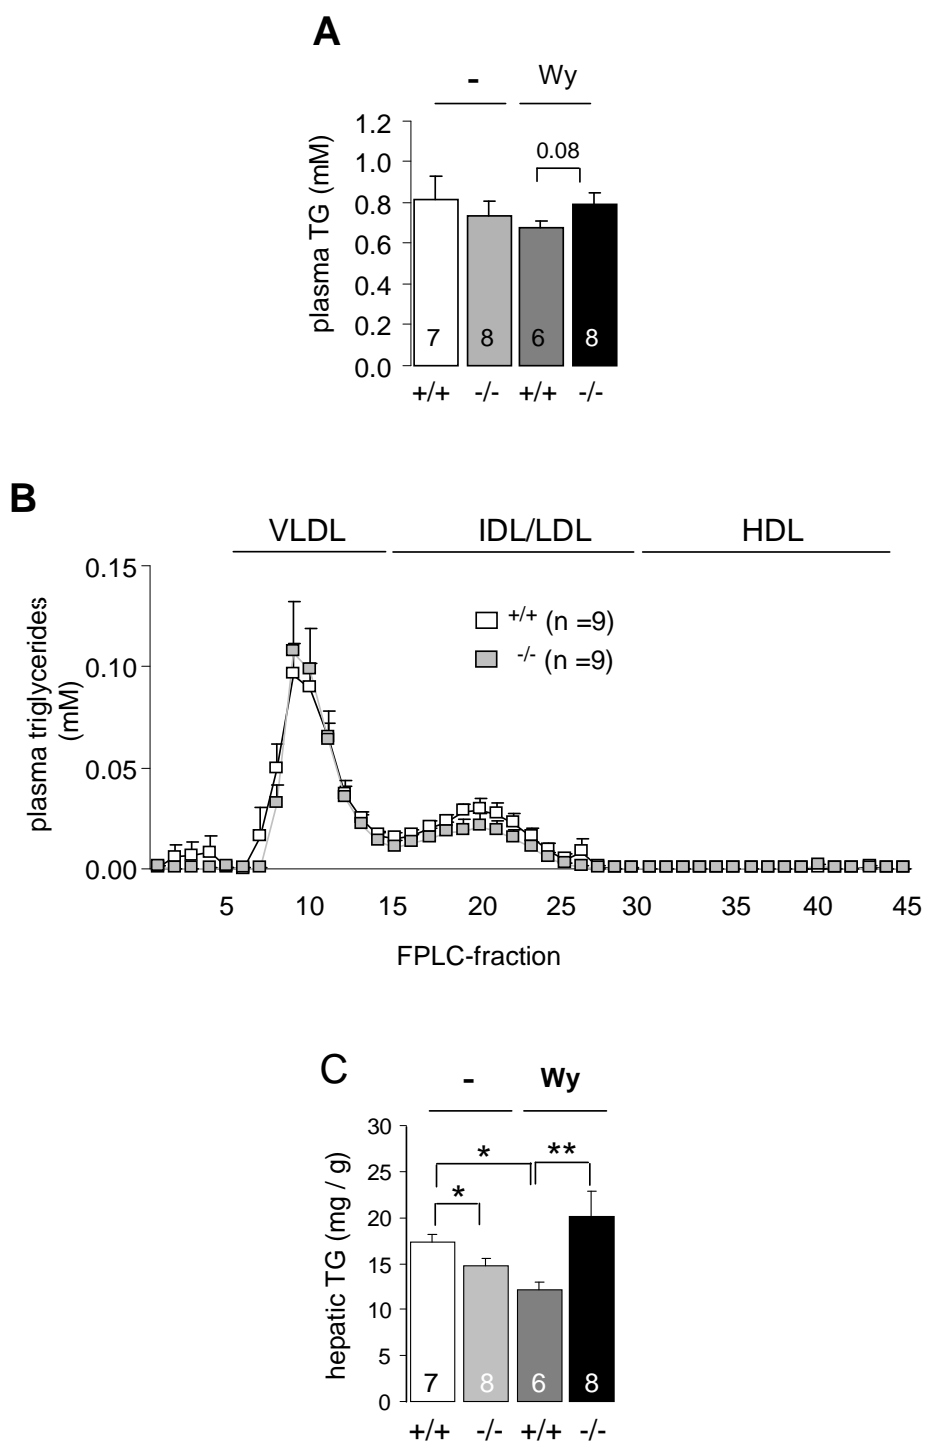 A
- Wy
1.2
1.0
0.8
0.6
0.4
0.2
0.0
plasma TG (mM)
0.08
7 8 6 8
+/+ -/- +/+ -/-
B
VLDL IDL/LDL HDL
0.15
0.10
0.05
0.00
plasma triglycerides
(mM)
+/+ (n =9)
-/- (n =9)
5 10 15 20 25 30 35 40 45
FPLC-fraction
C
- Wy
30
25
20
15
10
5
0
hepatic TG (mg / g)
* **
*
7 8 6 8
+/+ -/- +/+ -/-